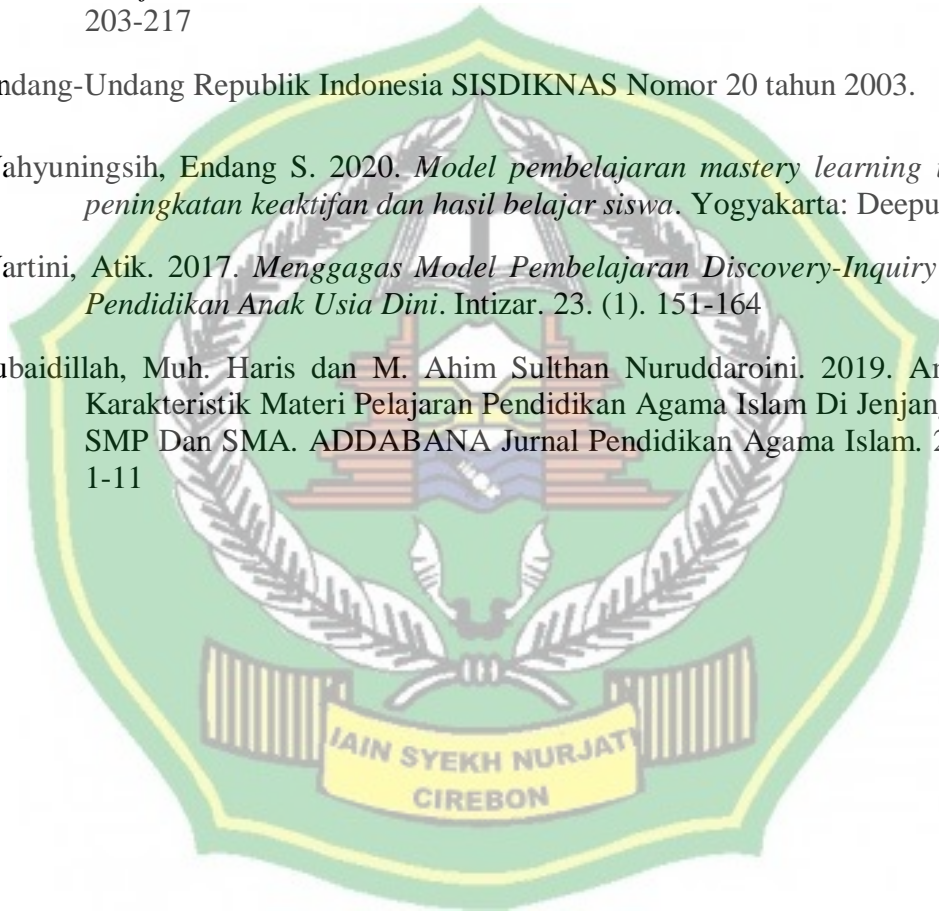 203-217
ndang-Undang Republik Indonesia SISDIKNAS Nomor 20 tahun 2003.
ahyuningsih, Endang S. 2020. Model pembelajaran mastery learning
peningkatan keaktifan dan hasil belajar siswa. Yogyakarta: Deepu
artini, Atik. 2017. Menggagas Model Pembelajaran Discovery-Inquiry
Pendidikan Anak Usia Dini. Intizar. 23. (1). 151-164
ubaidillah, Muh. Haris dan M. Ahim Sulthan Nuruddaroini. 2019. An
Karakteristik Materi Pelajaran Pendidikan Agama Islam Di Jenjan
SMP Dan SMA. ADDABANA Jurnal Pendidikan Agama Islam. 2
1-11
IAIN SYEKH NURJATI
CIREBON